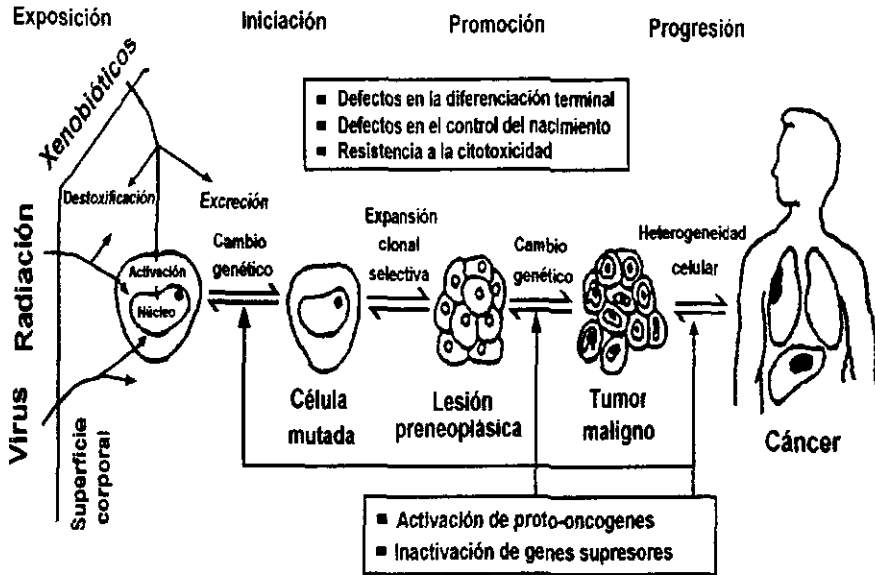 Exposición
Iniciación
Promoción
Progresión
Xenobióticos
Radiación
Virus
Superficie
corporal
Destoxificación
Excreción
Activación
Núcleo
■ Defectos en la diferenciación terminal
■ Defectos en el control del nacimiento
■ Resistencia a la citotoxicidad
Cambio
genético
Expansión
clonal
selectiva
Cambio
genético
Heterogeneidad
celular
Célula
mutada
Lesión
preneoplásica
Tumor
maligno
Cáncer
■ Activación de proto-oncogenes
■ Inactivación de genes supresores